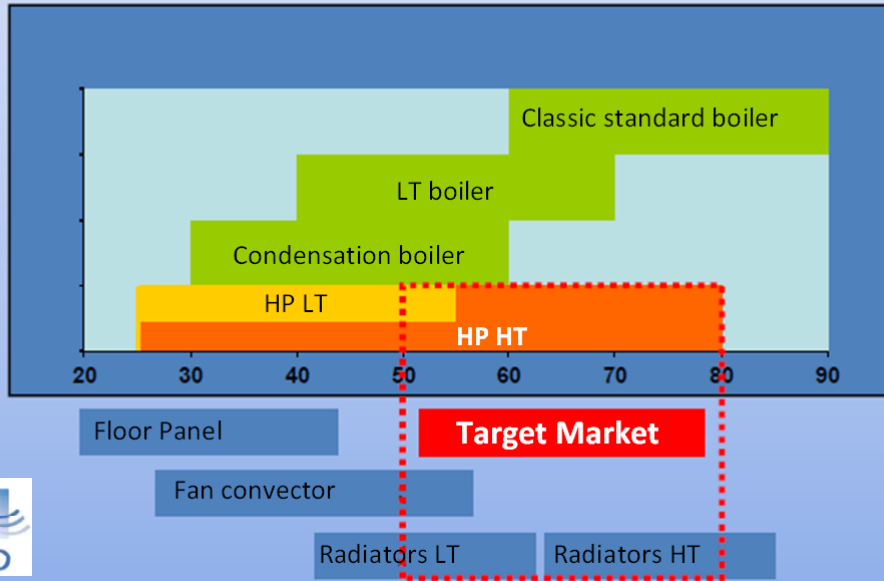 Classic standard boiler
LT boiler
Condensation boiler
HP LT
HP HT
20 30 40 50 60 70 80 90
Floor Panel
Target Market
Fan convector
Radiators LT
Radiators HT